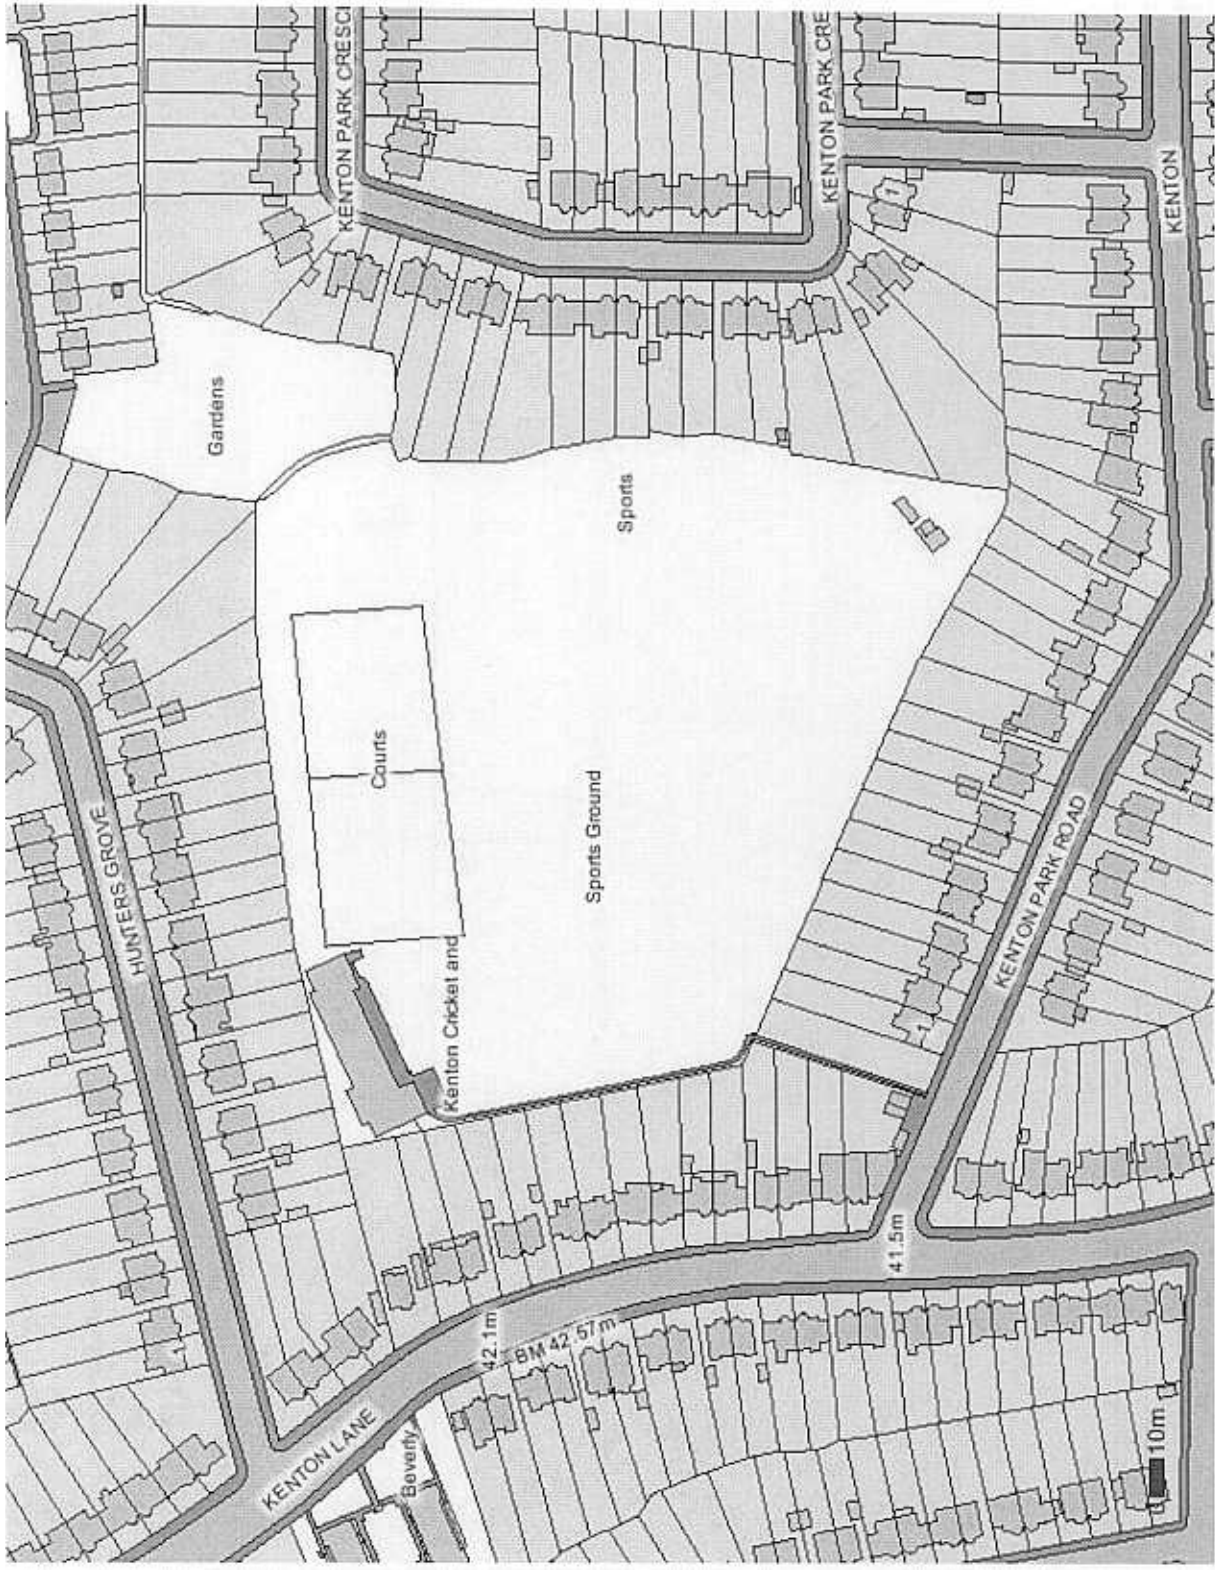 KENTON PARK CRESC
KENTON PARK CRE
KENTON
Gardens
Sports
1
Courts
HUNTERS GROVE
Sports Ground
KENTON PARK ROAD
Kenton Cricket and
1
41.5m
42.1m
BM 42.57m
1
KENTON LANE
Beverly
10m